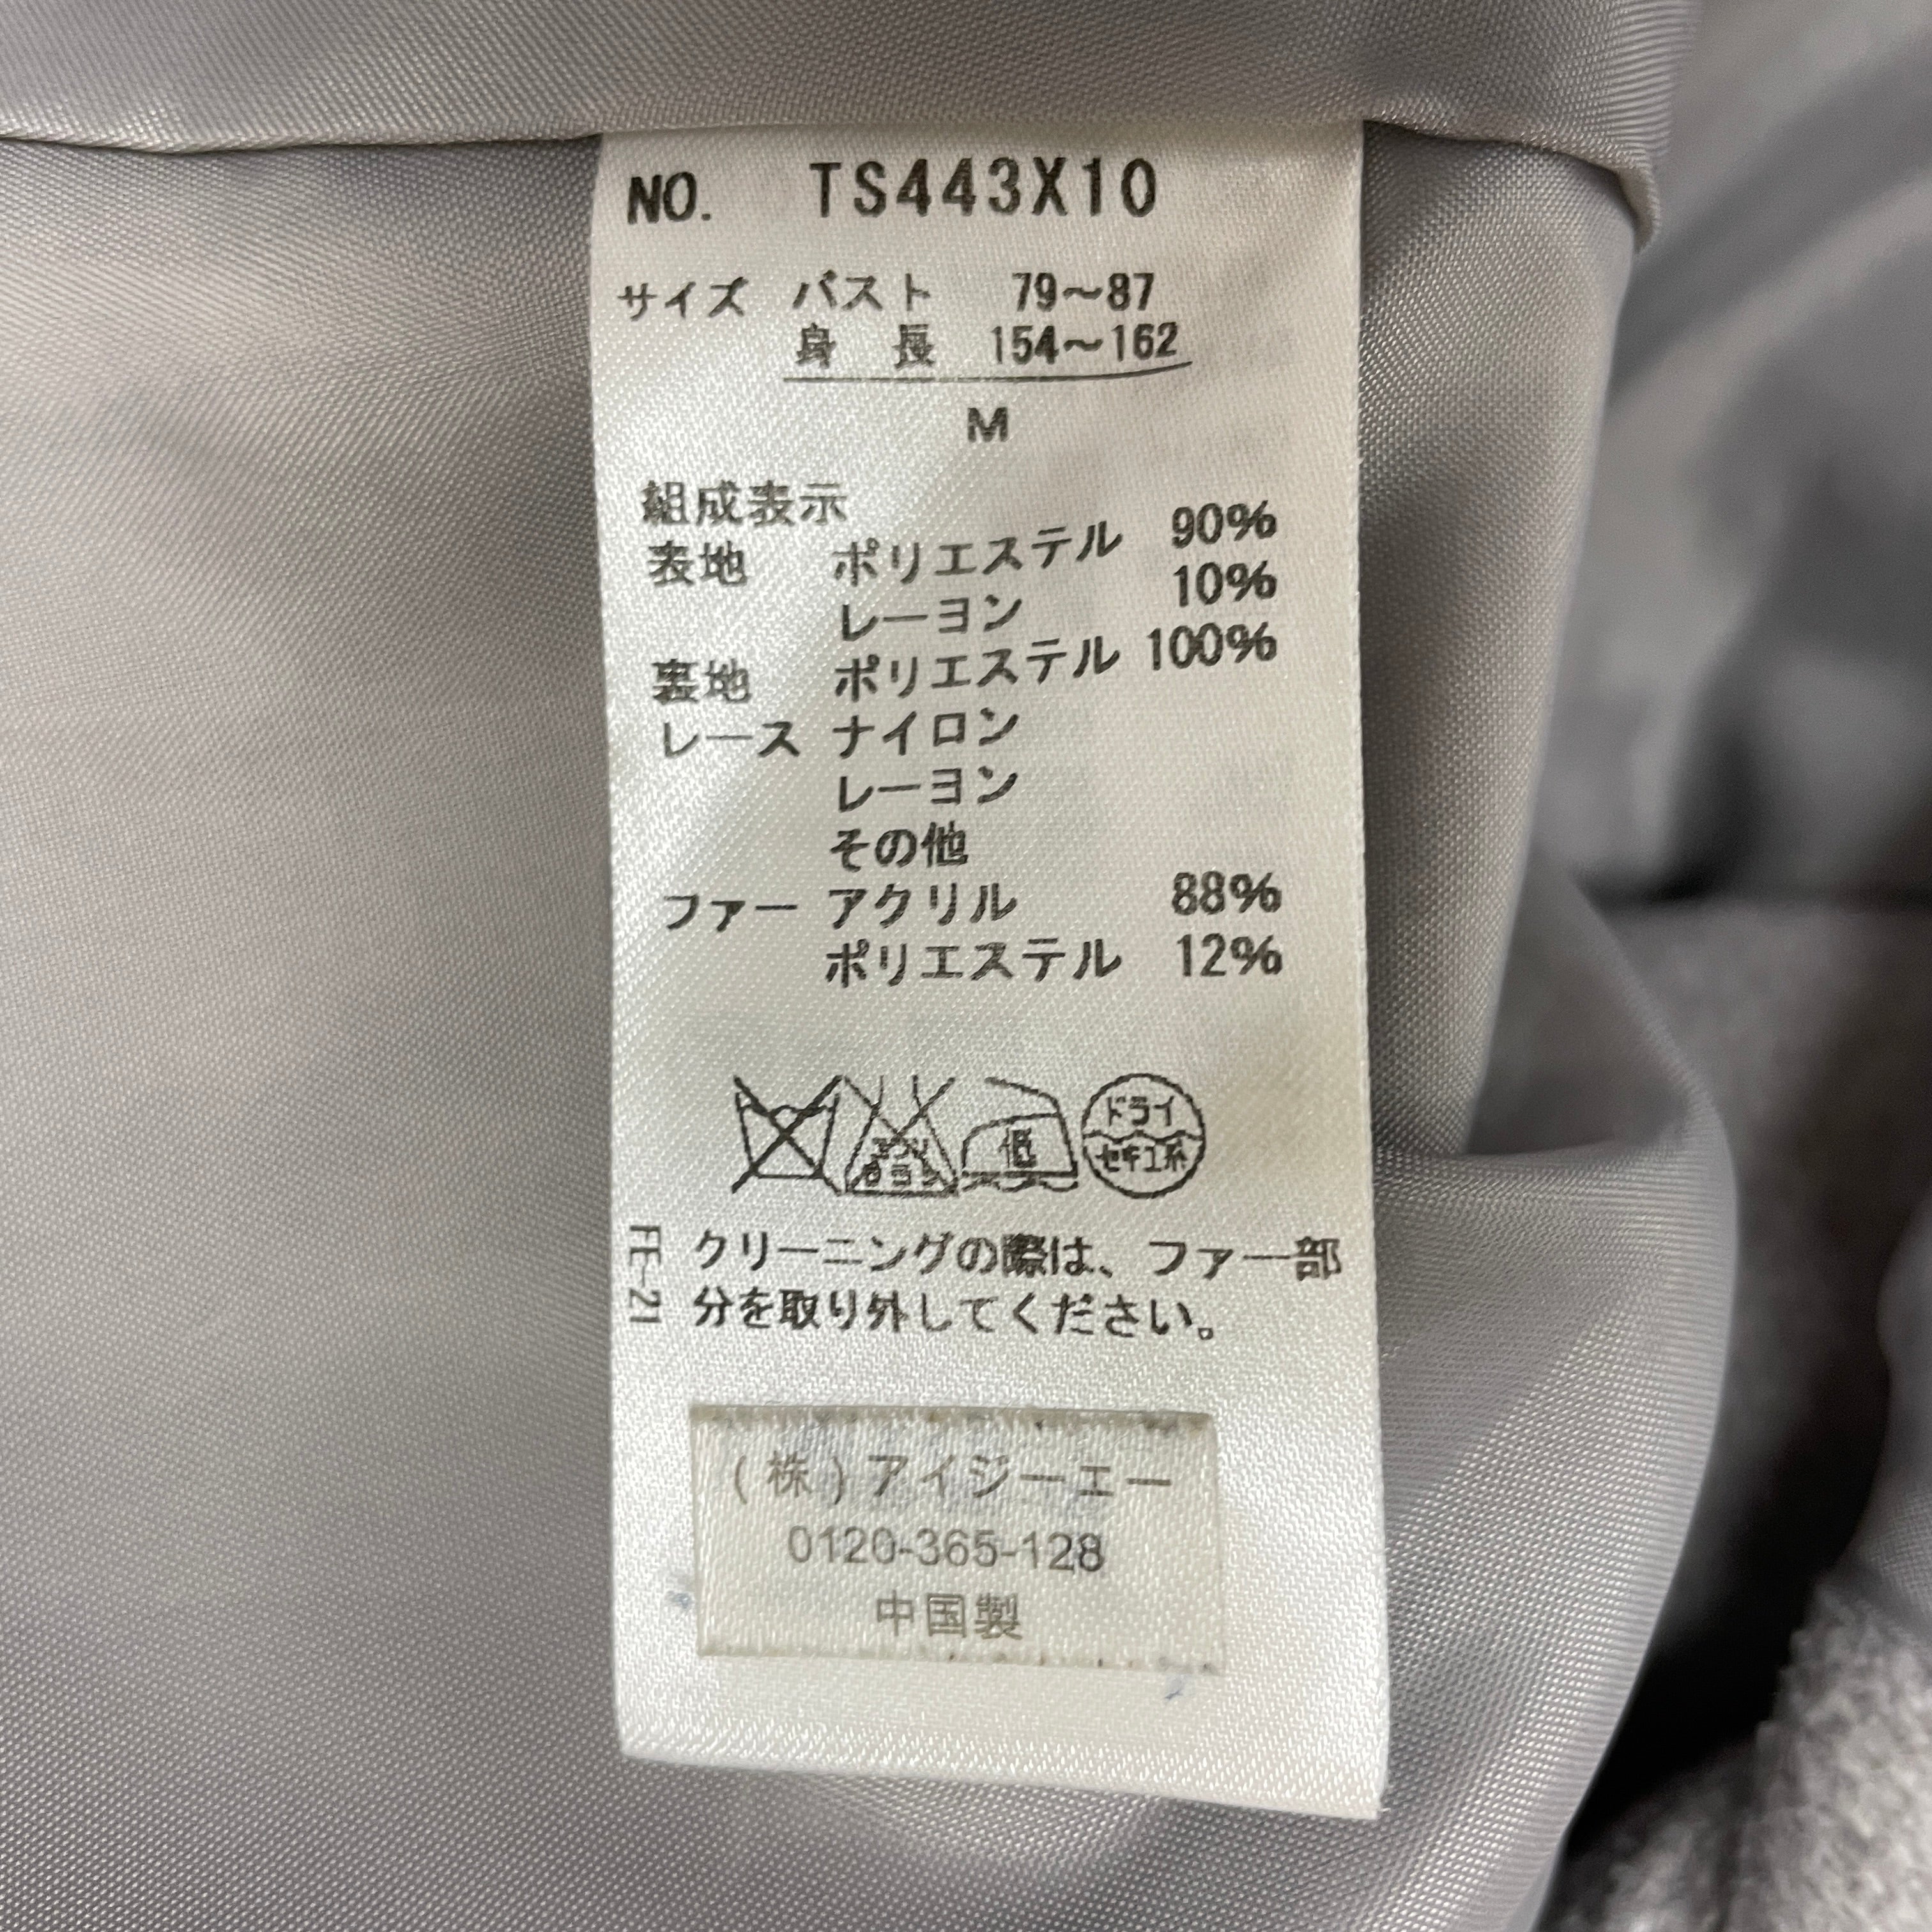 NO. TS443X10
サイズ バスト 79～87
身 長 154～162
M
組成表示
表地 ポリエステル 90%
レーヨン 10%
裏地 ポリエステル 100%
レース ナイロン
レーヨン
その他
ファー アクリル 88%
ポリエステル 12%
エンソ
サラシ
低
ドライ
セキユ系
FE-21
クリーニングの際は、ファー部
分を取り外してください。
(株)アイジーエー
0120-365-128
中国製